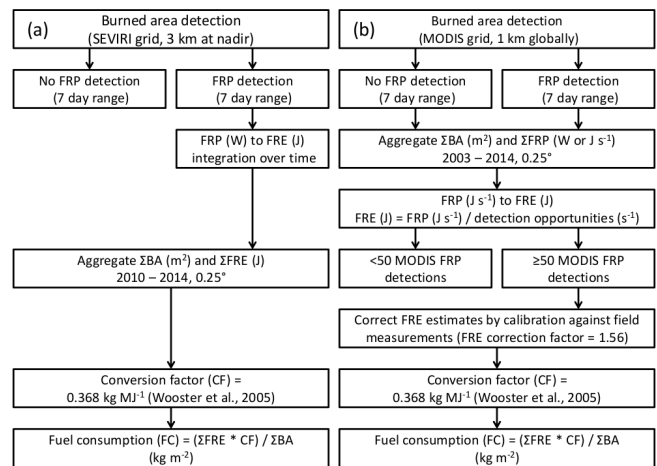 (a)
Burned area detection
(SEVIRI grid, 3 km at nadir)
No FRP detection
(7 day range)
FRP detection
(7 day range)
FRP (W) to FRE (J)
integration over time
Aggregate ΣBA (m²) and ΣFRE (J)
2010 – 2014, 0.25°
Conversion factor (CF) =
0.368 kg MJ⁻¹ (Wooster et al., 2005)
Fuel consumption (FC) = (ΣFRE * CF) / ΣBA
(kg m⁻²)
(b)
Burned area detection
(MODIS grid, 1 km globally)
No FRP detection
(7 day range)
FRP detection
(7 day range)
Aggregate ΣBA (m²) and ΣFRP (W or J s⁻¹)
2003 – 2014, 0.25°
FRP (J s⁻¹) to FRE (J)
FRE (J) = FRP (J s⁻¹) / detection opportunities (s⁻¹)
<50 MODIS FRP
detections
≥50 MODIS FRP
detections
Correct FRE estimates by calibration against field
measurements (FRE correction factor = 1.56)
Conversion factor (CF) =
0.368 kg MJ⁻¹ (Wooster et al., 2005)
Fuel consumption (FC) = (ΣFRE * CF) / ΣBA
(kg m⁻²)